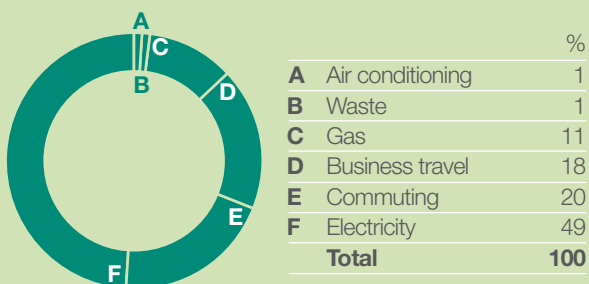 A
C
B
D
E
F
%
A Air conditioning 1
B Waste 1
C Gas 11
D Business travel 18
E Commuting 20
F Electricity 49
Total 100